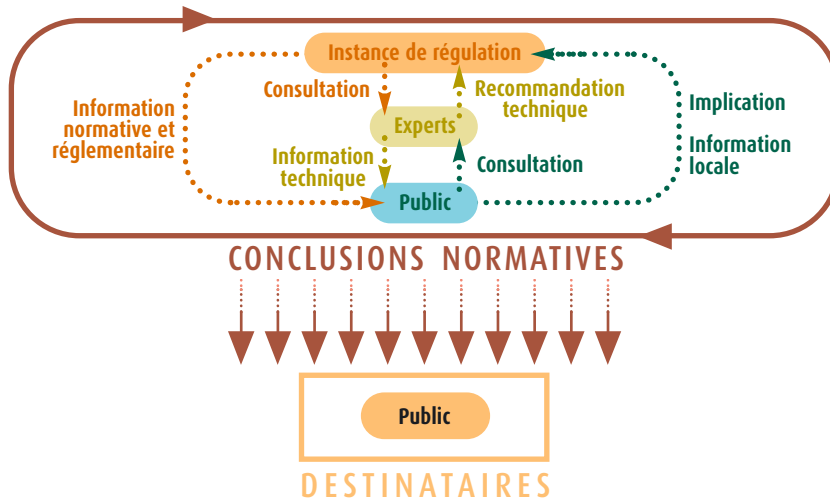 Instance de régulation
Consultation
Recommandation
technique
Information
normative et
réglementaire
Implication
Experts
Information
technique
Consultation
Information
locale
Public
CONCLUSIONS NORMATIVES
Public
DESTINATAIRES